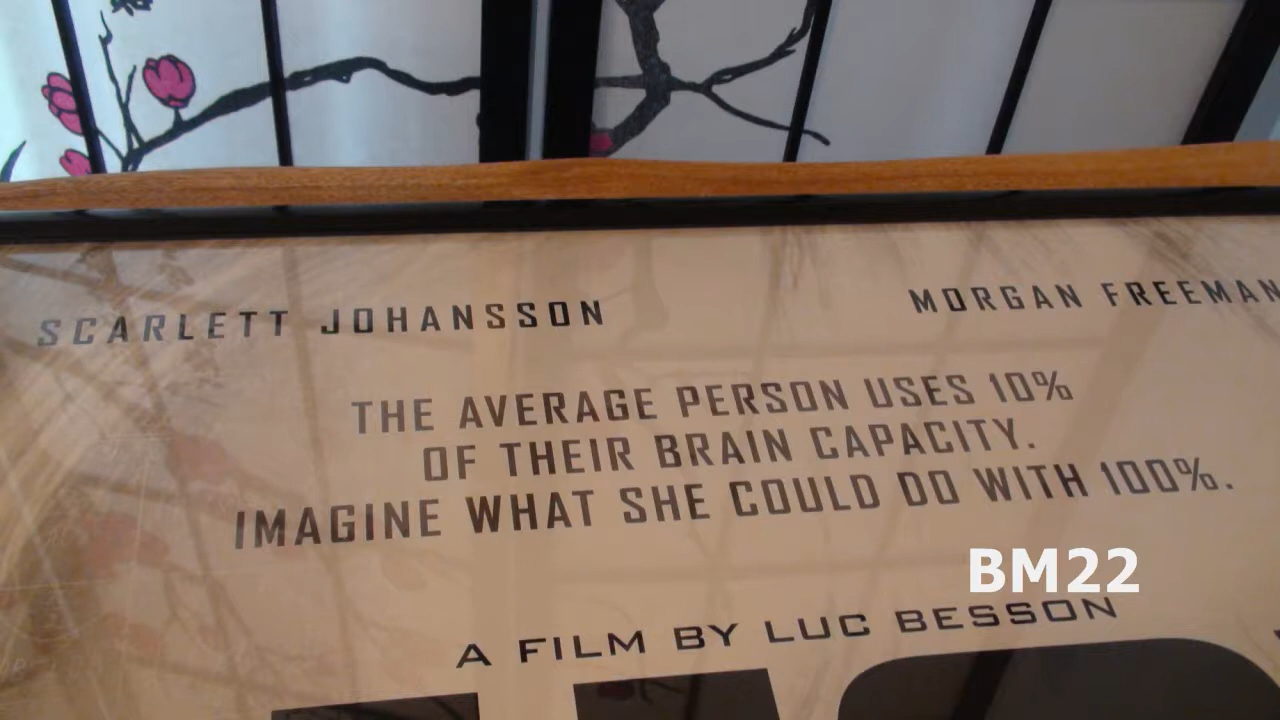 SCARLETT JOHANSSON
MORGAN FREEMAN
THE AVERAGE PERSON USES 10%
OF THEIR BRAIN CAPACITY.
IMAGINE WHAT SHE COULD DO WITH 100%.
BM22
A FILM BY LUC BESSON